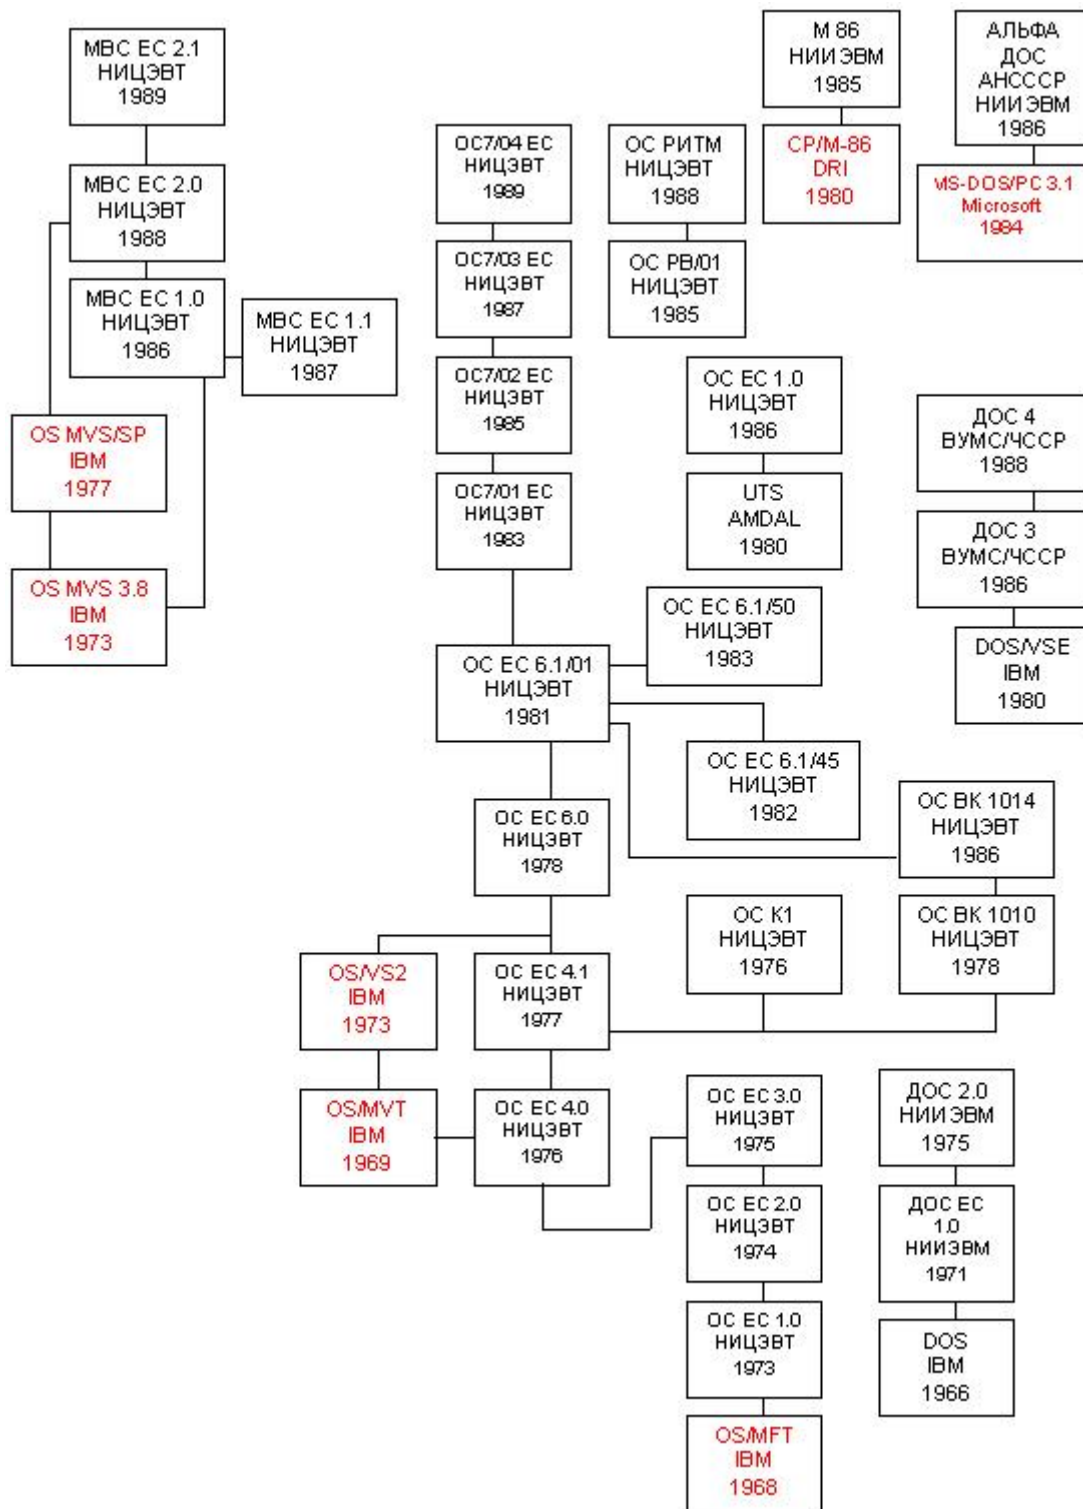 МВС ЕС 2.1
НИЦЭВТ
1989
М 86
НИИ ЭВМ
1985
АЛЬФА
ДОС
АНСССР
НИИ ЭВМ
1986
МВС ЕС 2.0
НИЦЭВТ
1988
ОС7/04 ЕС
НИЦЭВТ
1989
ОС РИТМ
НИЦЭВТ
1988
CP/M-86
DRI
1980
MS-DOS/PC 3.1
Microsoft
1984
МВС ЕС 1.0
НИЦЭВТ
1986
МВС ЕС 1.1
НИЦЭВТ
1987
ОС7/03 ЕС
НИЦЭВТ
1987
ОС РВ/01
НИЦЭВТ
1985
OS MVS/SP
IBM
1977
ОС7/02 ЕС
НИЦЭВТ
1985
ОС ЕС 1.0
НИЦЭВТ
1986
ДОС 4
ВУМС/ЧССР
1988
ОС7/01 ЕС
НИЦЭВТ
1983
UTS
AMDAL
1980
ДОС 3
ВУМС/ЧССР
1986
OS MVS 3.8
IBM
1973
ОС ЕС 6.1/50
НИЦЭВТ
1983
DOS/VSE
IBM
1980
ОС ЕС 6.1/01
НИЦЭВТ
1981
ОС ЕС 6.1/45
НИЦЭВТ
1982
ОС ЕС 6.0
НИЦЭВТ
1978
ОС ВК 1014
НИЦЭВТ
1986
ОС К1
НИЦЭВТ
1976
ОС ВК 1010
НИЦЭВТ
1978
OS/VS2
IBM
1973
ОС ЕС 4.1
НИЦЭВТ
1977
OS/MVT
IBM
1969
ОС ЕС 4.0
НИЦЭВТ
1976
ОС ЕС 3.0
НИЦЭВТ
1975
ДОС 2.0
НИИ ЭВМ
1975
ОС ЕС 2.0
НИЦЭВТ
1974
ДОС ЕС
1.0
НИИЭВМ
1971
ОС ЕС 1.0
НИЦЭВТ
1973
DOS
IBM
1966
OS/MFT
IBM
1968